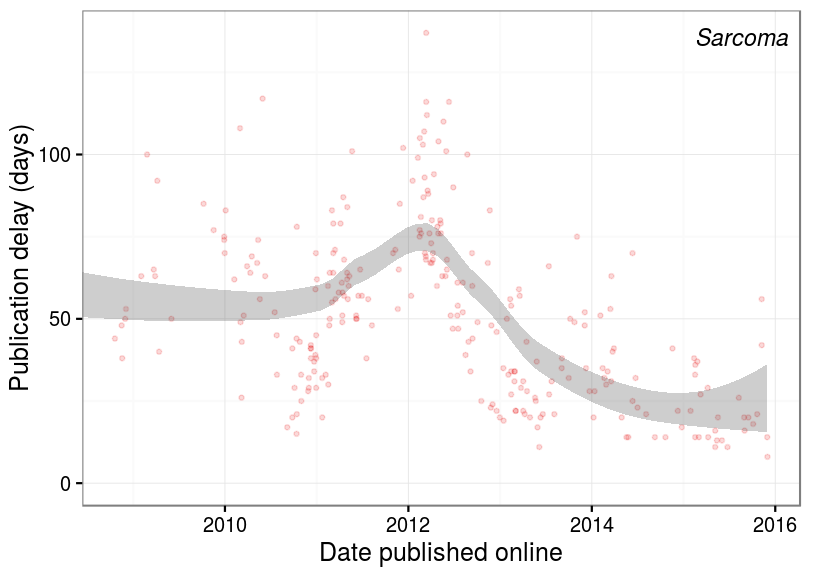 Sarcoma
Publication delay (days)
100
50
0
2010 2012 2014 2016
Date published online